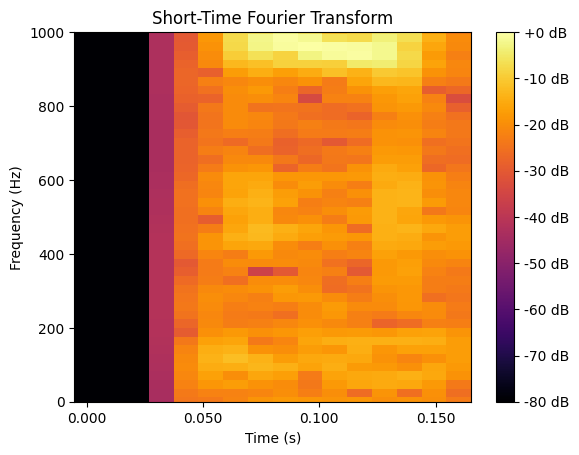 Short-Time Fourier Transform
1000
800
600
400
200
0
Frequency (Hz)
0.000
0.050
0.100
0.150
Time (s)
+0 dB
-10 dB
-20 dB
-30 dB
-40 dB
-50 dB
-60 dB
-70 dB
-80 dB